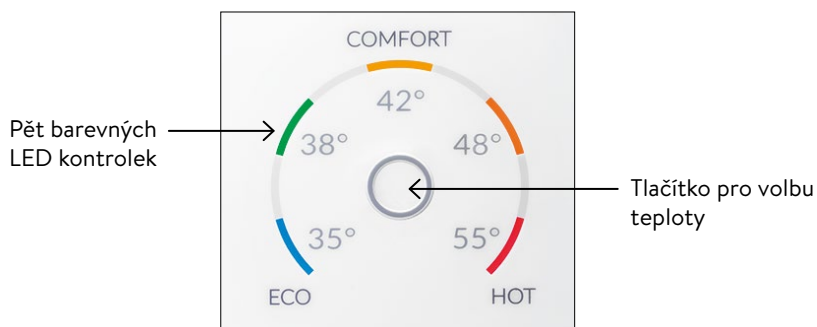 COMFORT
42°
Pět barevných
LED kontrolek
38°
48°
Tlačítko pro volbu
teploty
35°
55°
ECO
HOT